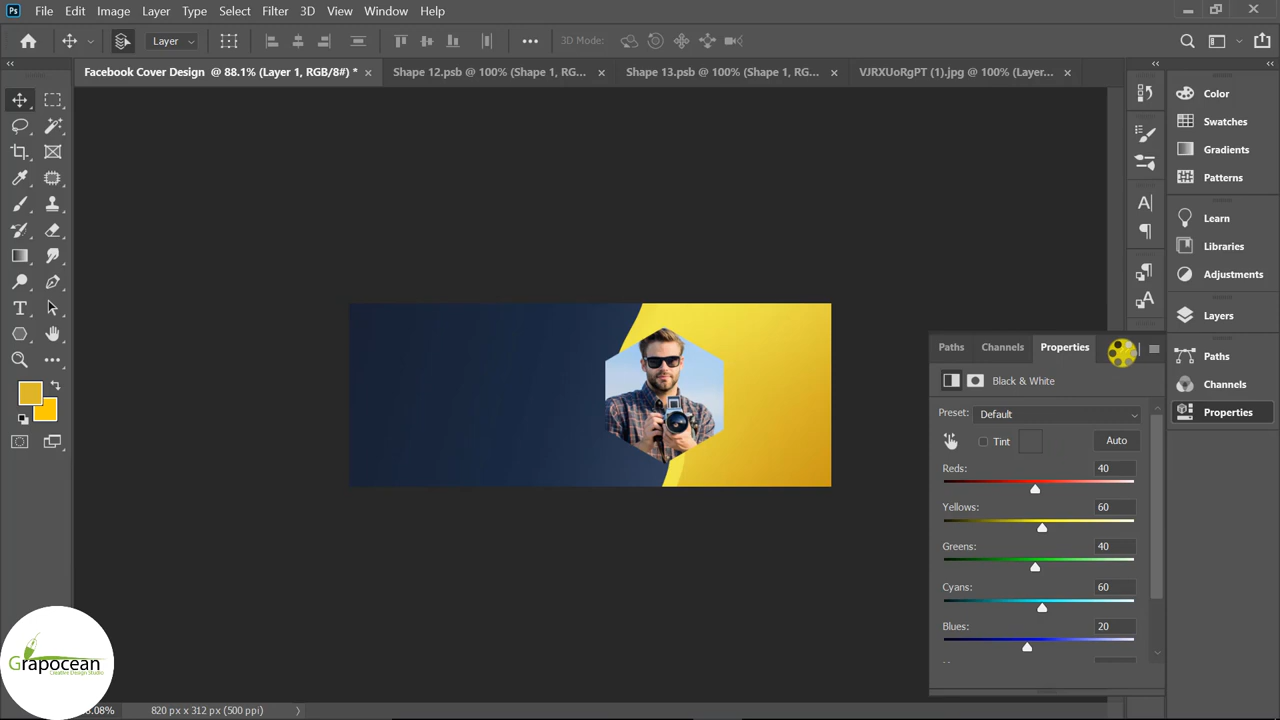 Ps File Edit Image Layer Type Select Filter 3D View Window Help
Layer 3D Mode:
Facebook Cover Design @ 88.1% (Layer 1, RGB/8#) * Shape 12.psb @ 100% (Shape 1, RG... Shape 13.psb @ 100% (Shape 1, RG... VJRXUoRgPT (1).jpg @ 100% (Layer...
Color
Swatches
Gradients
Patterns
Learn
Libraries
Adjustments
Layers
Paths
Channels
Properties
Paths Channels Properties
Black & White
Preset: Default
Tint Auto
Reds: 40
Yellows: 60
Greens: 40
Cyans: 60
Blues: 20
Grapocean
Creative Design Studio
820 px x 312 px (500 ppi)